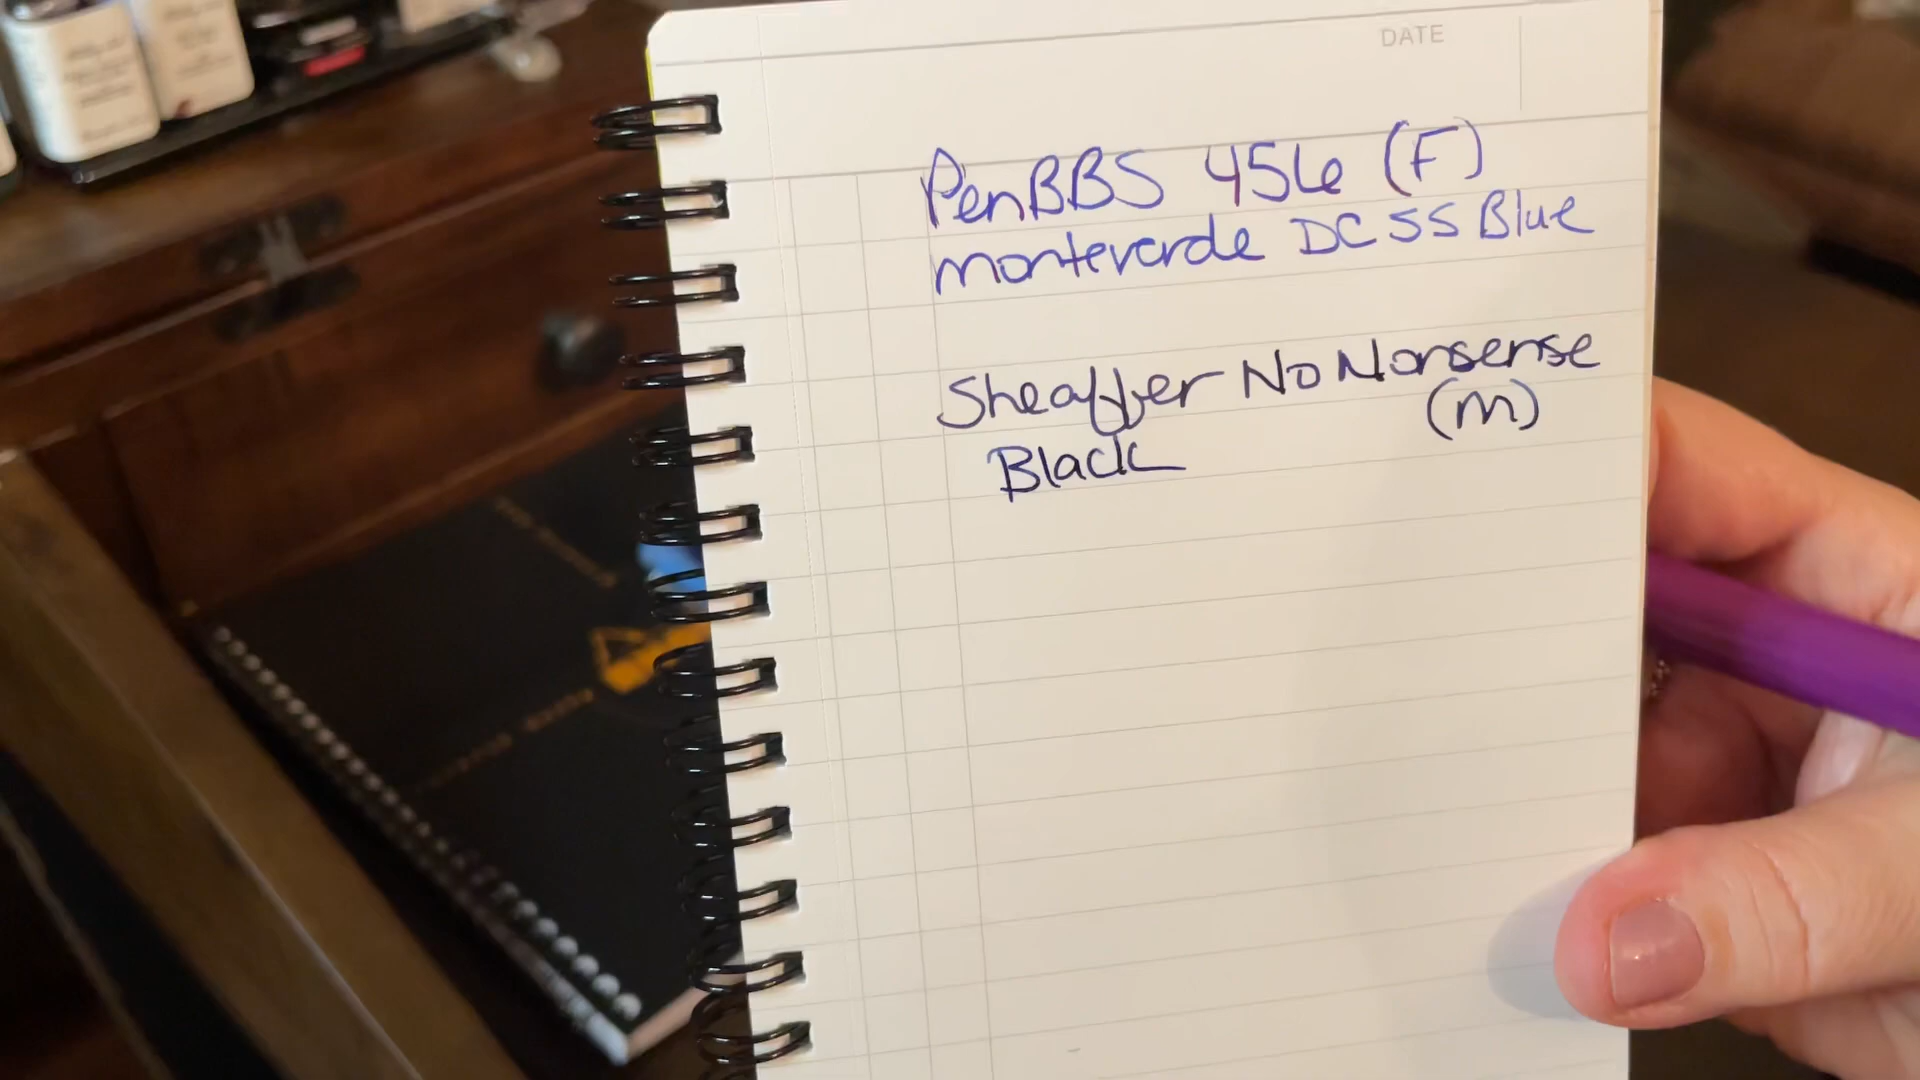 DATE
PenBBS 456 (F)
monteverde DC SS Blue
Sheaffer No Nonsense
(M)
Black